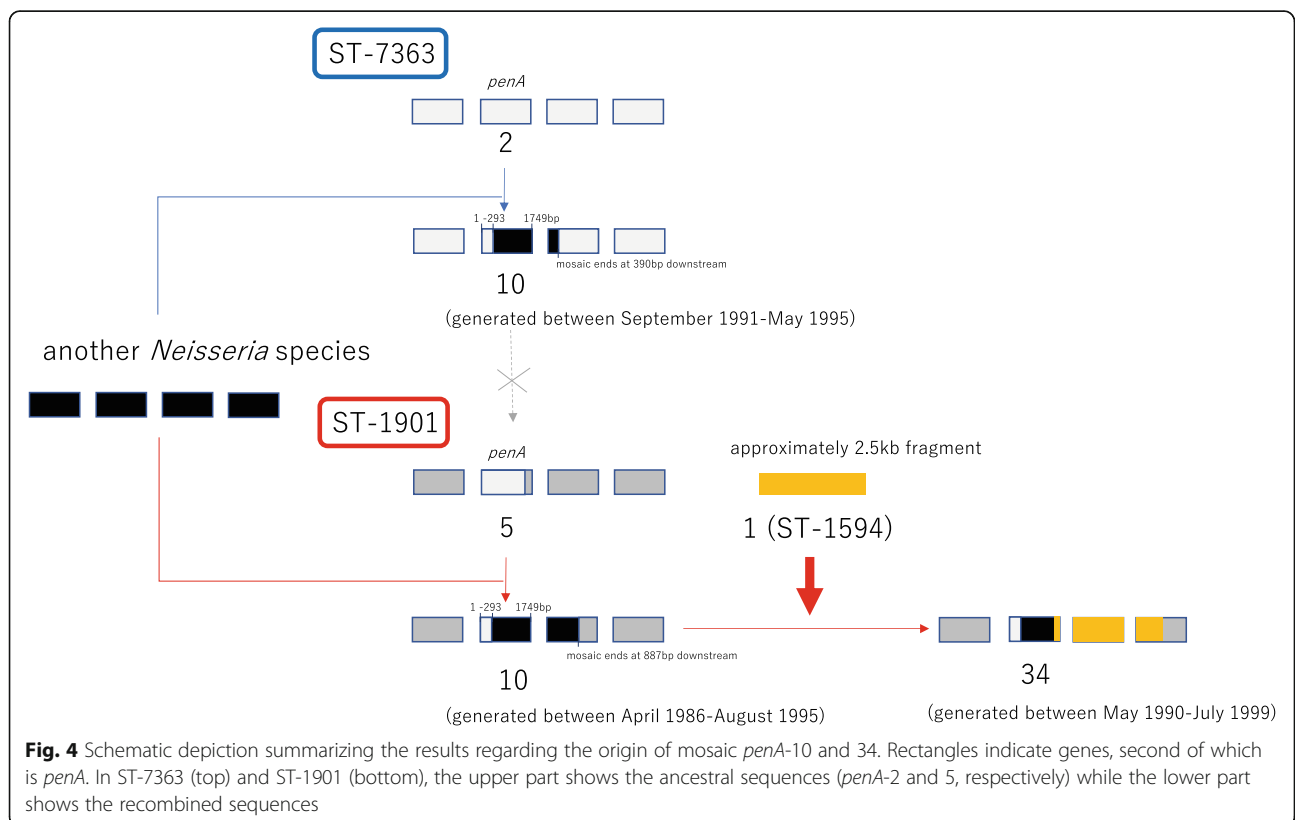 ST-7363
penA
2
1 -293 1749bp
mosaic ends at 390bp downstream
10
(generated between September 1991-May 1995)
another Neisseria species
ST-1901
penA
approximately 2.5kb fragment
5
1 (ST-1594)
1 -293 1749bp
mosaic ends at 887bp downstream
10
34
(generated between April 1986-August 1995)
(generated between May 1990-July 1999)
Fig. 4 Schematic depiction summarizing the results regarding the origin of mosaic penA-10 and 34. Rectangles indicate genes, second of which
is penA. In ST-7363 (top) and ST-1901 (bottom), the upper part shows the ancestral sequences (penA-2 and 5, respectively) while the lower part
shows the recombined sequences